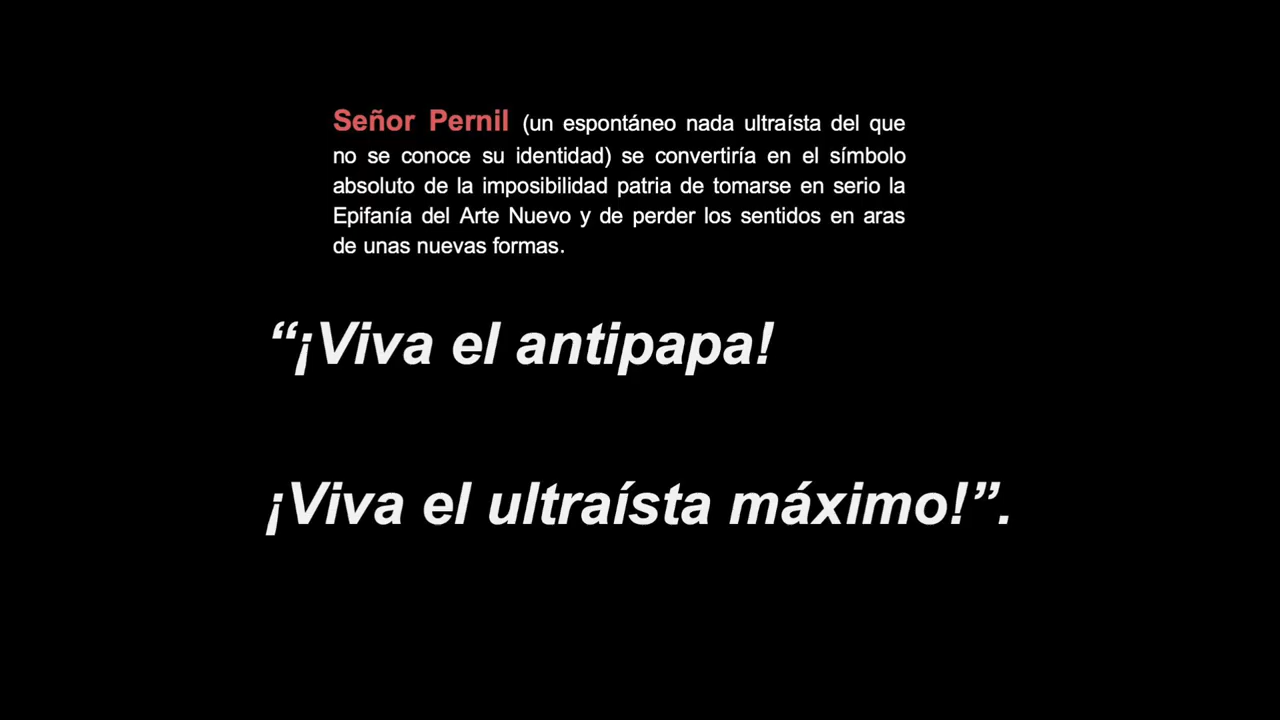 Señor Pernil (un espontáneo nada ultraísta del que
no se conoce su identidad) se convertiría en el símbolo
absoluto de la imposibilidad patria de tomarse en serio la
Epifanía del Arte Nuevo y de perder los sentidos en aras
de unas nuevas formas.
“¡Viva el antipapa!
¡Viva el ultraísta máximo!”.